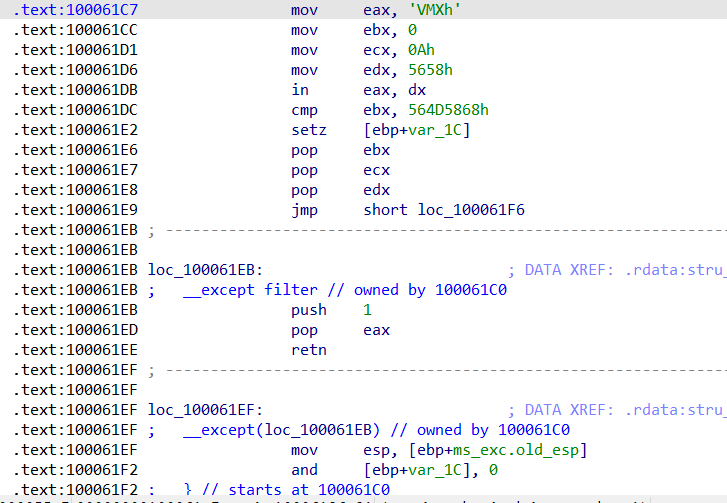 .text:100061C7 mov eax, 'VMXh'
.text:100061CC mov ebx, 0
.text:100061D1 mov ecx, 0Ah
.text:100061D6 mov edx, 5658h
.text:100061DB in eax, dx
.text:100061DC cmp ebx, 564D5868h
.text:100061E2 setz [ebp+var_1C]
.text:100061E6 pop ebx
.text:100061E7 pop ecx
.text:100061E8 pop edx
.text:100061E9 jmp short loc_100061F6
.text:100061EB ; ---------------------------------------------------------------
.text:100061EB
.text:100061EB loc_100061EB: ; DATA XREF: .rdata:stru_
.text:100061EB ; __except filter // owned by 100061C0
.text:100061EB push 1
.text:100061ED pop eax
.text:100061EE retn
.text:100061EF ; ---------------------------------------------------------------
.text:100061EF
.text:100061EF loc_100061EF: ; DATA XREF: .rdata:stru_
.text:100061EF ; __except(loc_100061EB) // owned by 100061C0
.text:100061EF mov esp, [ebp+ms_exc.old_esp]
.text:100061F2 and [ebp+var_1C], 0
.text:100061F2 ; } // starts at 100061C0